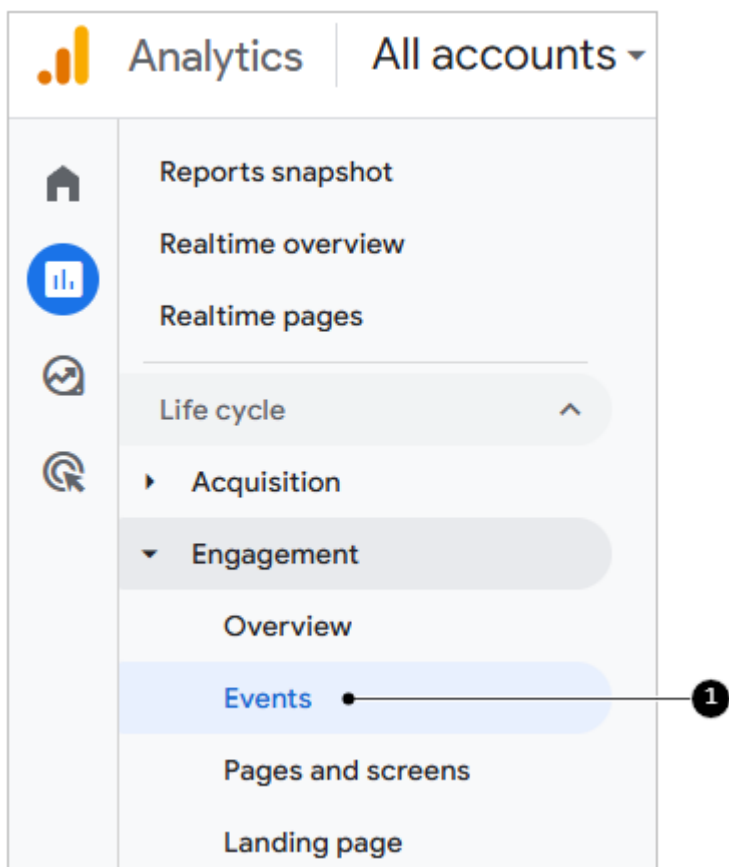 Analytics All accounts
Reports snapshot
Realtime overview
Realtime pages
Life cycle
Acquisition
Engagement
Overview
Events 1
Pages and screens
Landing page